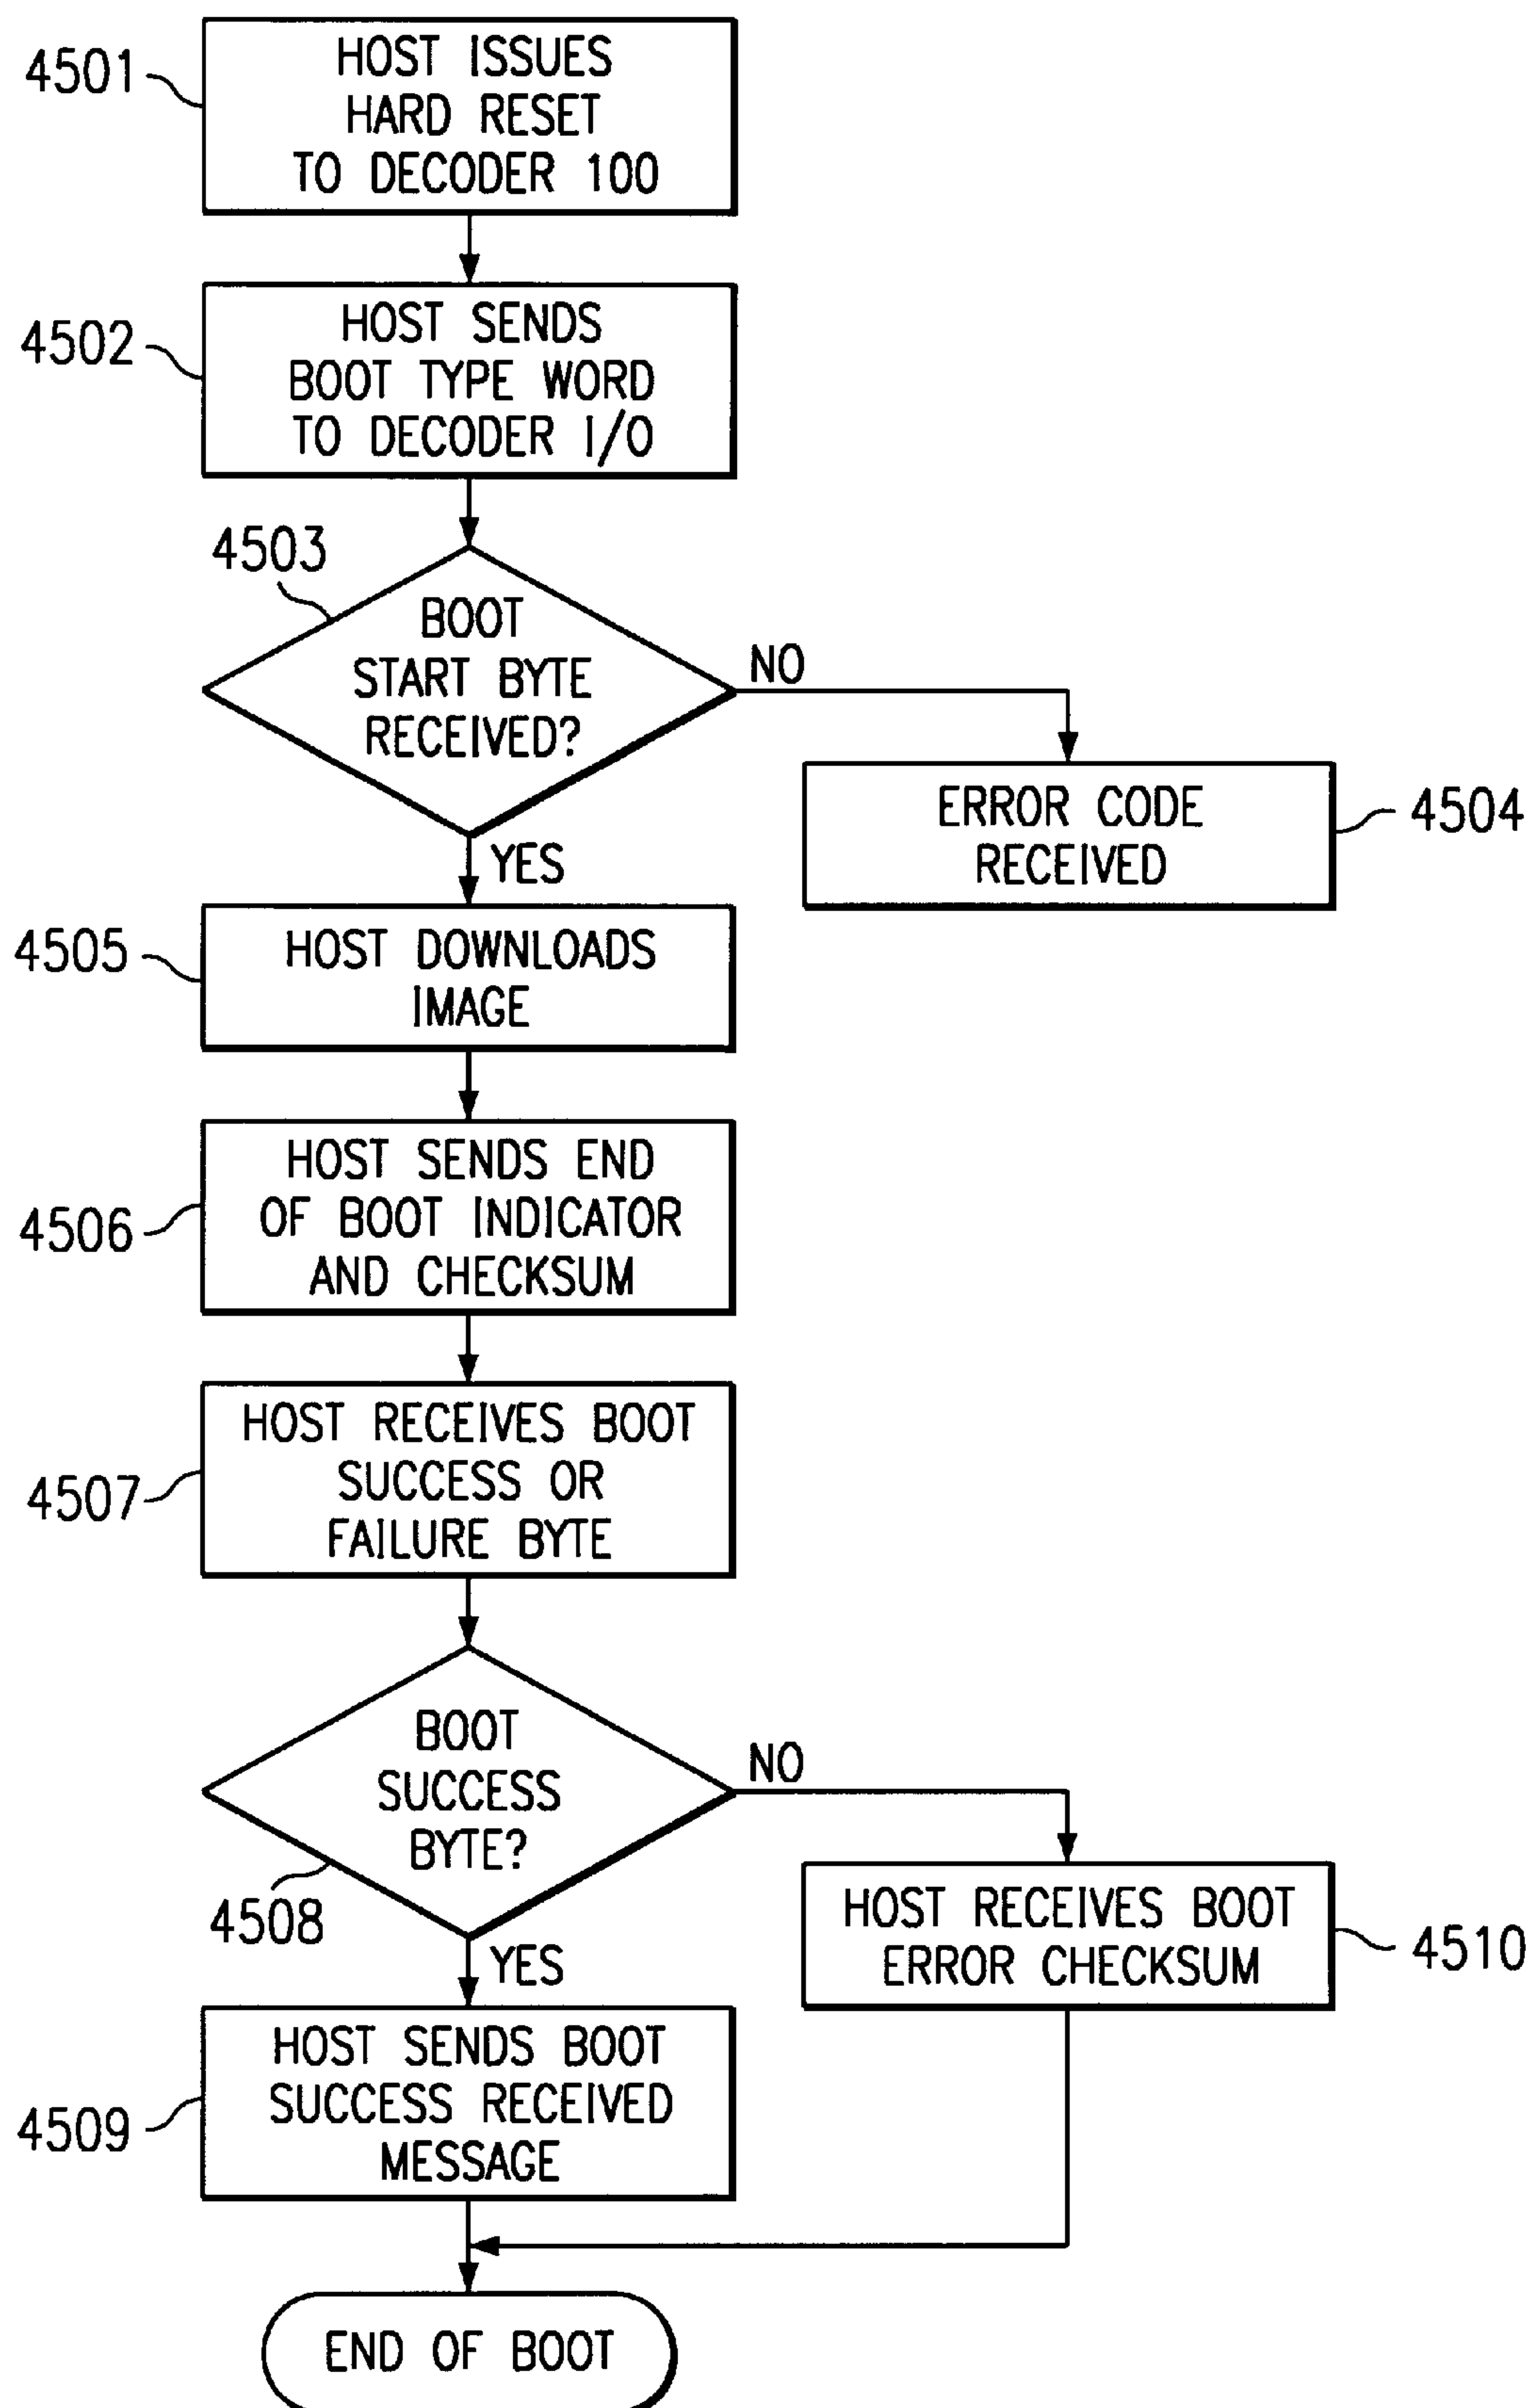 4501
HOST ISSUES
HARD RESET
TO DECODER 100
4502
HOST SENDS
BOOT TYPE WORD
TO DECODER I/O
4503
BOOT
START BYTE
RECEIVED?
NO
YES
ERROR CODE
RECEIVED
4504
4505
HOST DOWNLOADS
IMAGE
4506
HOST SENDS END
OF BOOT INDICATOR
AND CHECKSUM
4507
HOST RECEIVES BOOT
SUCCESS OR
FAILURE BYTE
BOOT
SUCCESS
BYTE?
4508
NO
YES
HOST RECEIVES BOOT
ERROR CHECKSUM
4510
4509
HOST SENDS BOOT
SUCCESS RECEIVED
MESSAGE
END OF BOOT